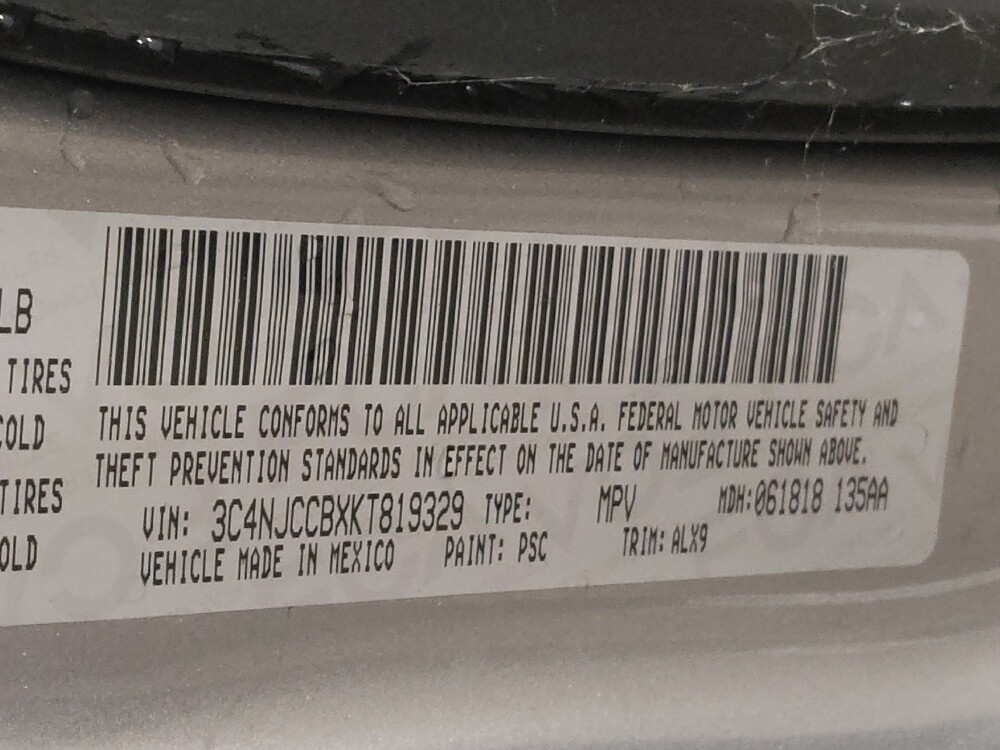 LB
TIRES
COLD
TIRES
OLD
THIS VEHICLE CONFORMS TO ALL APPLICABLE U.S.A. FEDERAL MOTOR VEHICLE SAFETY AND
THEFT PREVENTION STANDARDS IN EFFECT ON THE DATE OF MANUFACTURE SHOWN ABOVE.
VIN: 3C4NJCCBXKT819329 TYPE: MPV MDH:061818 135AA
VEHICLE MADE IN MEXICO PAINT: PSC TRIM: ALX9